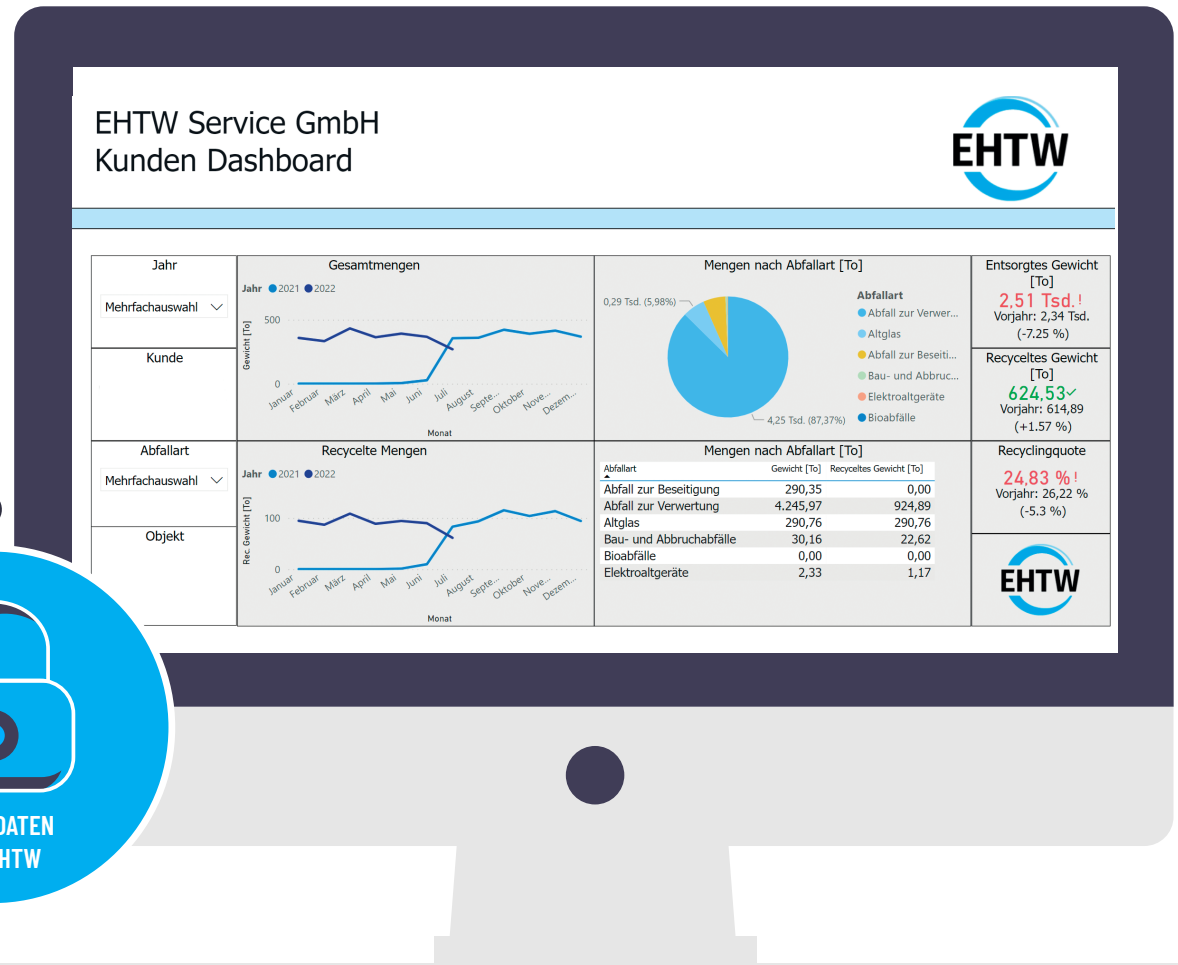 EHTW Service GmbH
Kunden Dashboard
EHTW
Jahr
Mehrfachauswahl
Kunde
Abfallart
Mehrfachauswahl
Objekt
Gesamtmengen
Jahr 2021 2022
Gewicht [To]
500
0
Januar Februar März April Mai Juni Juli August Septe... Oktober Nove... Dezem...
Monat
Recycelte Mengen
Jahr 2021 2022
Rec. Gewicht [To]
100
0
Januar Februar März April Mai Juni Juli August Septe... Oktober Nove... Dezem...
Monat
Mengen nach Abfallart [To]
0,29 Tsd. (5,98%)
4,25 Tsd. (87,37%)
Abfallart
Abfall zur Verwer...
Altglas
Abfall zur Beseiti...
Bau- und Abbruc...
Elektroaltgeräte
Bioabfälle
Mengen nach Abfallart [To]
Abfallart Gewicht [To] Recyceltes Gewicht [To]
Abfall zur Beseitigung 290,35 0,00
Abfall zur Verwertung 4.245,97 924,89
Altglas 290,76 290,76
Bau- und Abbruchabfälle 30,16 22,62
Bioabfälle 0,00 0,00
Elektroaltgeräte 2,33 1,17
Entsorgtes Gewicht
[To]
2,51 Tsd.!
Vorjahr: 2,34 Tsd.
(-7.25 %)
Recyceltes Gewicht
[To]
624,53
Vorjahr: 614,89
(+1.57 %)
Recyclingquote
24,83 %!
Vorjahr: 26,22 %
(-5.3 %)
EHTW
DATEN
HTW